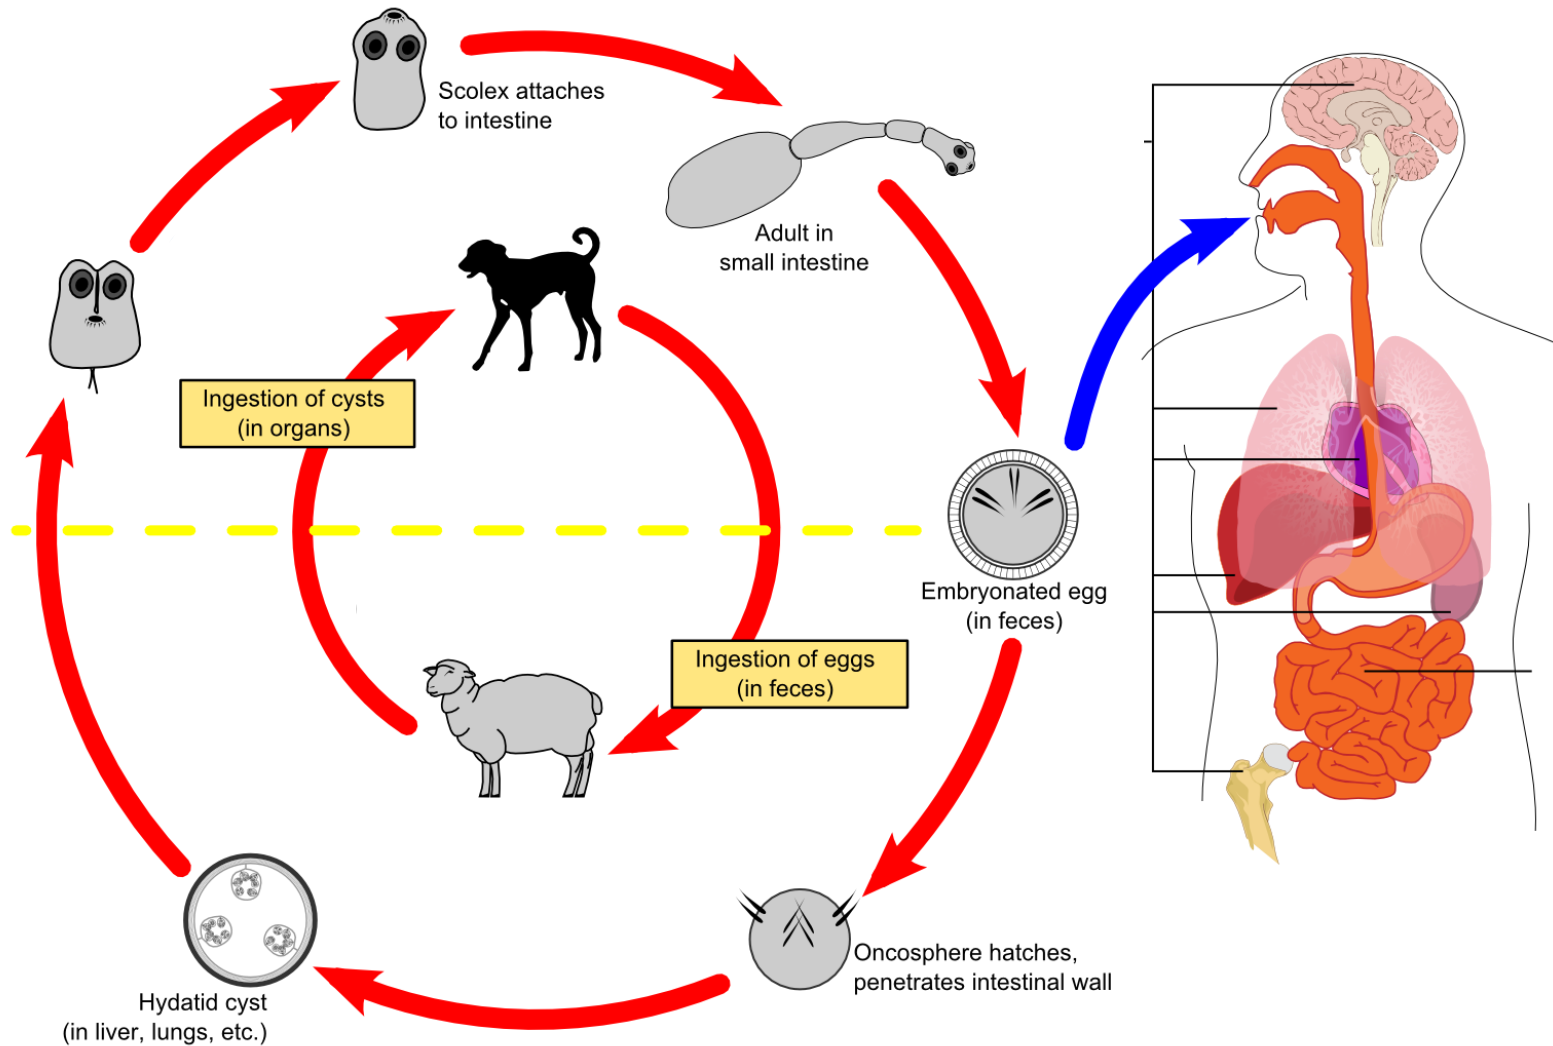 Scolex attaches
to intestine
Adult in
small intestine
Ingestion of cysts
(in organs)
Embryonated egg
(in feces)
Ingestion of eggs
(in feces)
Oncosphere hatches,
penetrates intestinal wall
Hydatid cyst
(in liver, lungs, etc.)